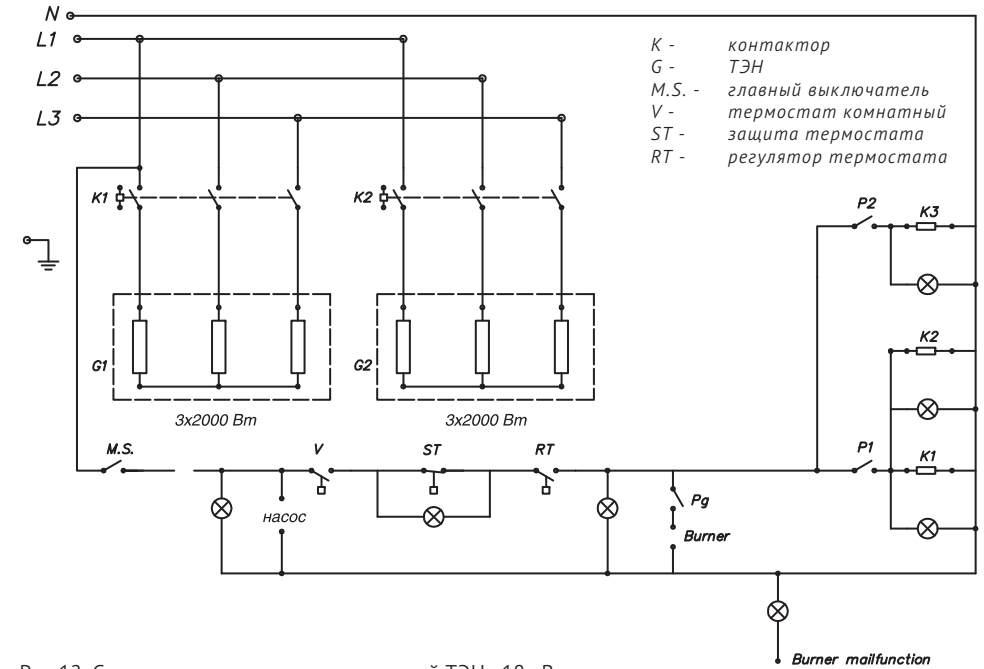 N
L1
L2
L3
K - контактор
G - ТЭН
M.S. - главный выключатель
V - термостат комнатный
ST - защита термостата
RT - регулятор термостата
K1
K2
P2
K3
K2
G1
G2
3x2000 Вт
3x2000 Вт
M.S.
V
ST
RT
P1
K1
насос
Pg
Burner
Burner mailfunction